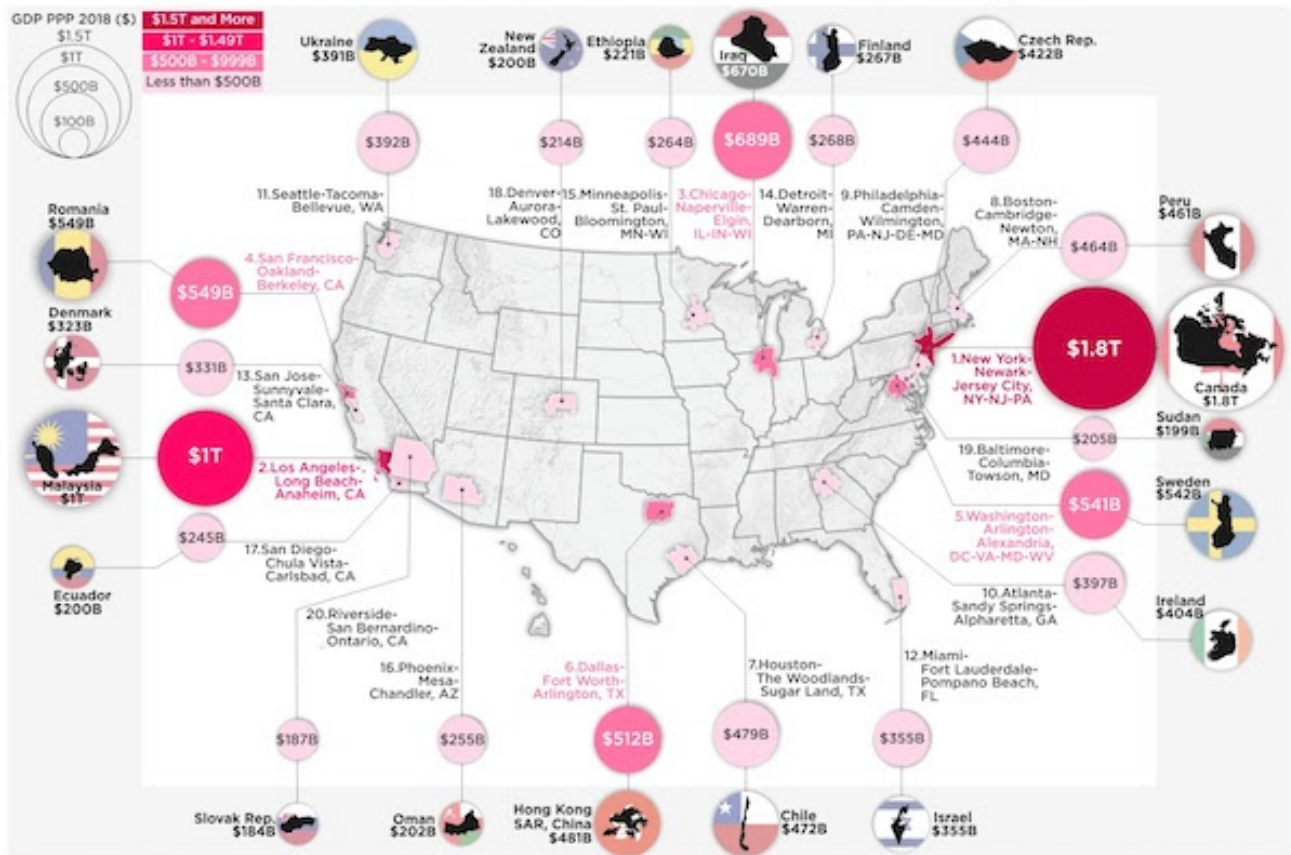 GDP PPP 2018 ($)
$1.5T
$1T
$500B
$100B
$1.5T and More
$1T - $1.49T
$500B - $999B
Less than $500B
Ukraine
$391B
New
Zealand
$200B
Ethiopia
$221B
Iraq
$670B
Finland
$267B
Czech Rep.
$422B
$392B
$214B
$264B
$689B
$268B
$444B
11.Seattle-Tacoma-
Bellevue, WA
18.Denver-
Aurora-
Lakewood,
CO
15.Minneapolis-
St. Paul-
Bloomington,
MN-WI
3.Chicago-
Naperville-
Elgin,
IL-IN-WI
14.Detroit-
Warren-
Dearborn,
MI
9.Philadelphia-
Camden-
Wilmington,
PA-NJ-DE-MD
8.Boston-
Cambridge-
Newton,
MA-NH
$464B
Peru
$461B
Romania
$549B
$549B
4.San Francisco-
Oakland-
Berkeley, CA
Denmark
$323B
$331B
13.San Jose-
Sunnyvale-
Santa Clara,
CA
Malaysia
$1T
$1T
2.Los Angeles-
Long Beach-
Anaheim, CA
Ecuador
$200B
$245B
17.San Diego-
Chula Vista-
Carlsbad, CA
1.New York-
Newark-
Jersey City,
NY-NJ-PA
$1.8T
Canada
$1.8T
19.Baltimore-
Columbia-
Towson, MD
$205B
Sudan
$199B
5.Washington-
Arlington-
Alexandria,
DC-VA-MD-WV
$541B
Sweden
$542B
10.Atlanta-
Sandy Springs-
Alpharetta, GA
$397B
Ireland
$404B
20.Riverside-
San Bernardino-
Ontario, CA
16.Phoenix-
Mesa-
Chandler, AZ
6.Dallas-
Fort Worth-
Arlington, TX
7.Houston-
The Woodlands-
Sugar Land, TX
12.Miami-
Fort Lauderdale-
Pompano Beach,
FL
$187B
$255B
$512B
$479B
$355B
Slovak Rep.
$184B
Oman
$202B
Hong Kong
SAR, China
$481B
Chile
$472B
Israel
$355B